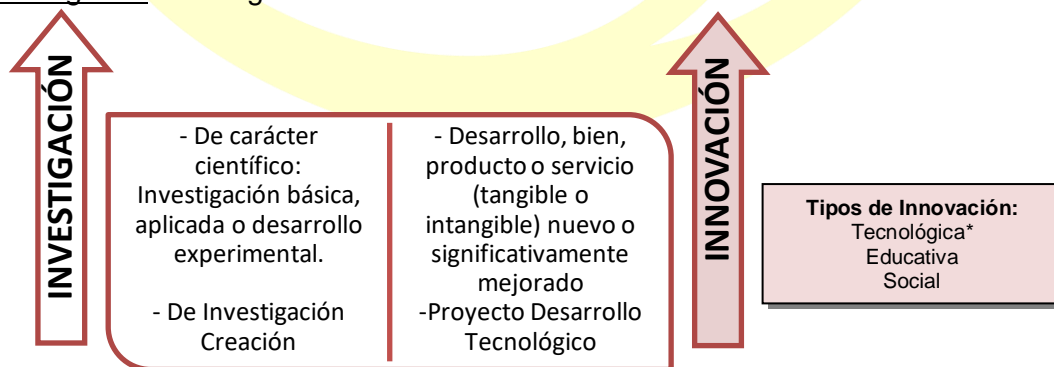 INVESTIGACIÓN
- De carácter
científico:
Investigación básica,
aplicada o desarrollo
experimental.
- De Investigación
Creación
- Desarrollo, bien,
producto o servicio
(tangible o
intangible) nuevo o
significativamente
mejorado
-Proyecto Desarrollo
Tecnológico
INNOVACIÓN
Tipos de Innovación:
Tecnológica*
Educativa
Social